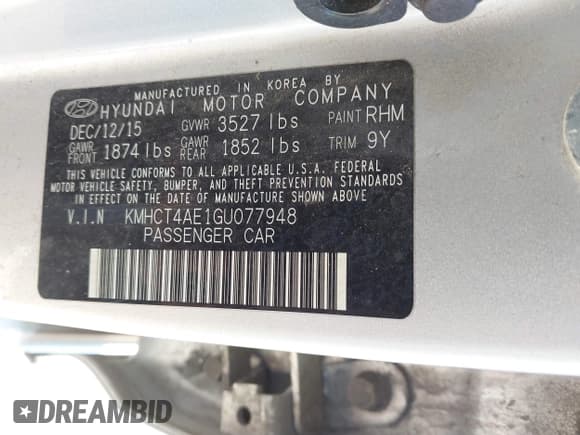 MANUFACTURED IN KOREA BY
HYUNDAI MOTOR COMPANY
DEC/12/15 GVWR 3527 lbs PAINT RHM
GAWR FRONT 1874 lbs GAWR REAR 1852 lbs TRIM 9Y
THIS VEHICLE CONFORMS TO ALL APPLICABLE U.S.A. FEDERAL
MOTOR VEHICLE SAFETY, BUMPER, AND THEFT PREVENTION STANDARDS
IN EFFECT ON THE DATE OF MANUFACTURE SHOWN ABOVE
V.I.N KMHCT4AE1GU077948
PASSENGER CAR
DREAMBID